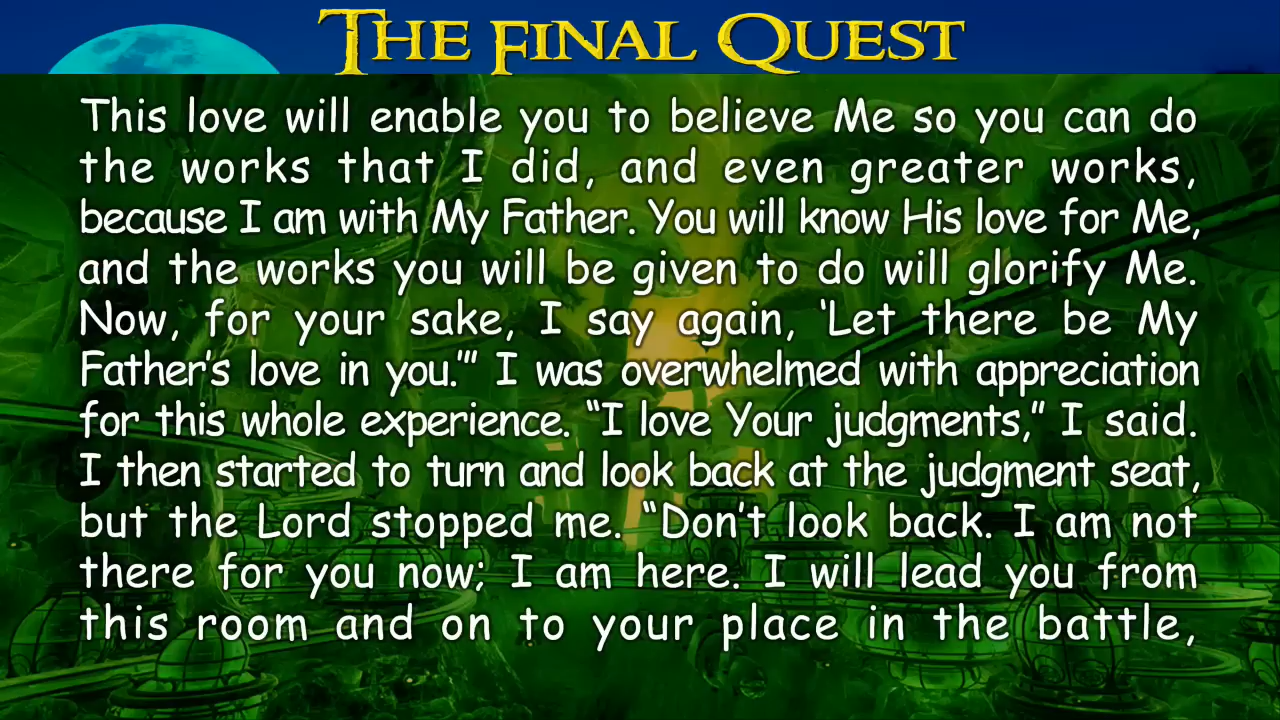 The Final Quest
This love will enable you to believe Me so you can do
the works that I did, and even greater works,
because I am with My Father. You will know His love for Me,
and the works you will be given to do will glorify Me.
Now, for your sake, I say again, ‘Let there be My
Father’s love in you.’” I was overwhelmed with appreciation
for this whole experience. “I love Your judgments,” I said.
I then started to turn and look back at the judgment seat,
but the Lord stopped me. “Don’t look back. I am not
there for you now; I am here. I will lead you from
this room and on to your place in the battle,